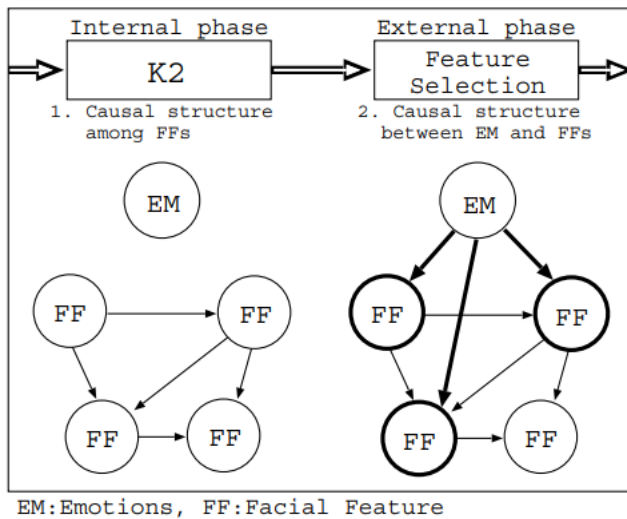 Internal phase
External phase
K2
Feature
Selection
1. Causal structure
among FFs
2. Causal structure
between EM and FFs
EM
EM
FF
FF
FF
FF
FF
FF
FF
FF
EM:Emotions, FF:Facial Feature